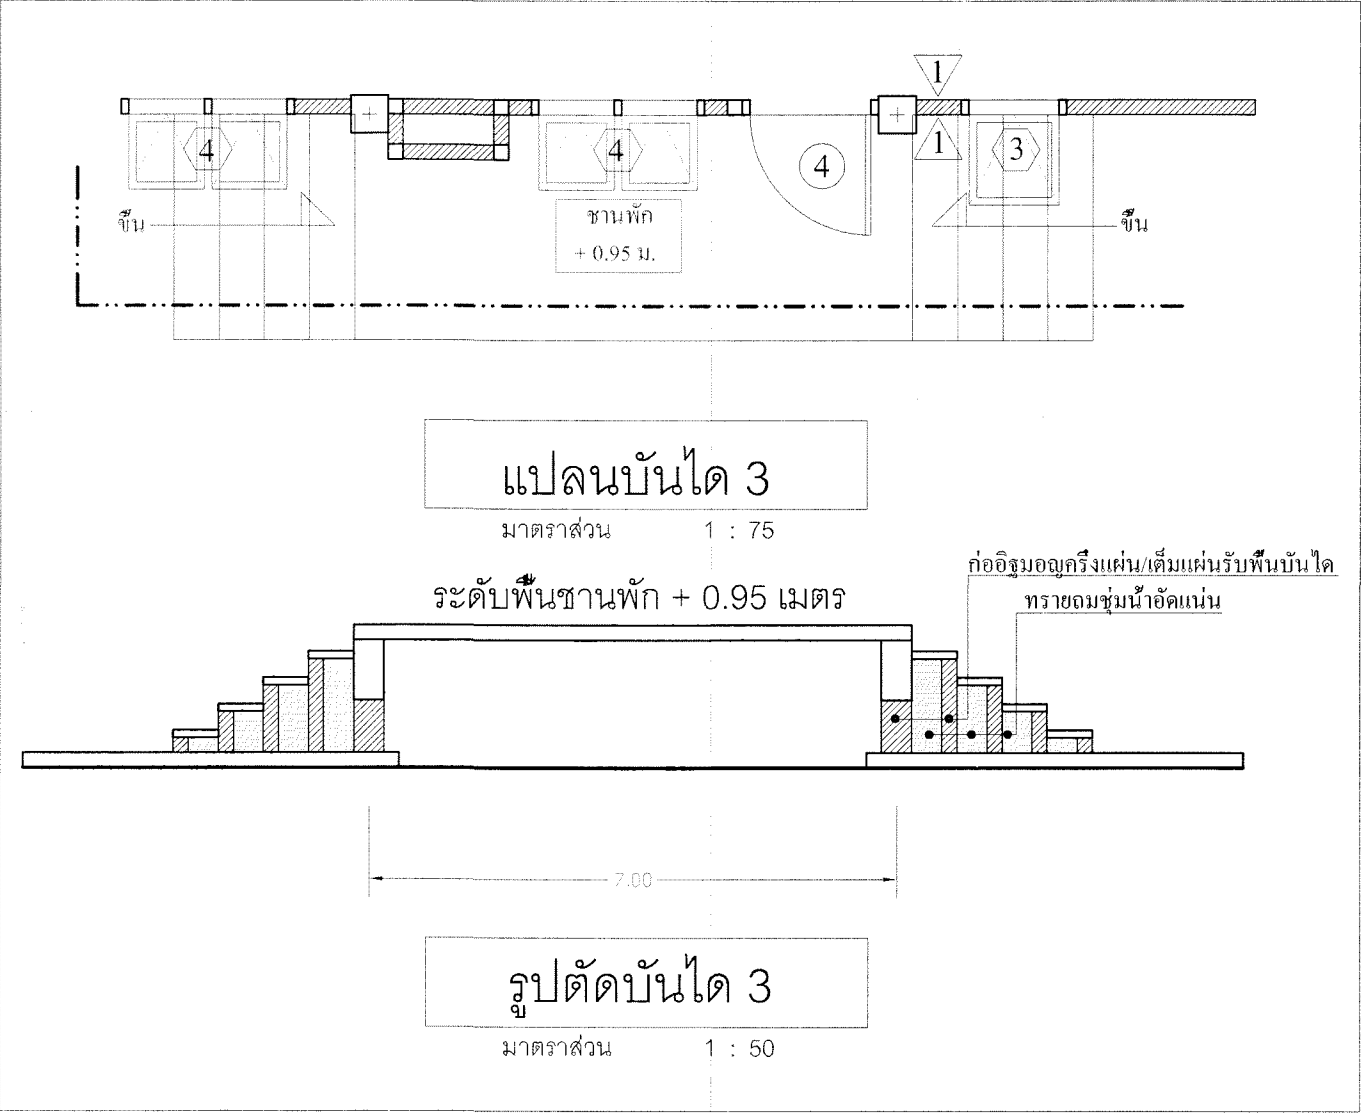 1
4
4
4
1
3
ขึ้น
ชานพัก
+ 0.95 ม.
ขึ้น
แปลนบันได 3
มาตราส่วน 1 : 75
ก่ออิฐมอญครึ่งแผ่น/เต็มแผ่นรับพื้นบันได
ระดับพื้นชานพัก + 0.95 เมตร
ทรายถมชุ่มน้ำอัดแน่น
7.00
รูปตัดบันได 3
มาตราส่วน 1 : 50